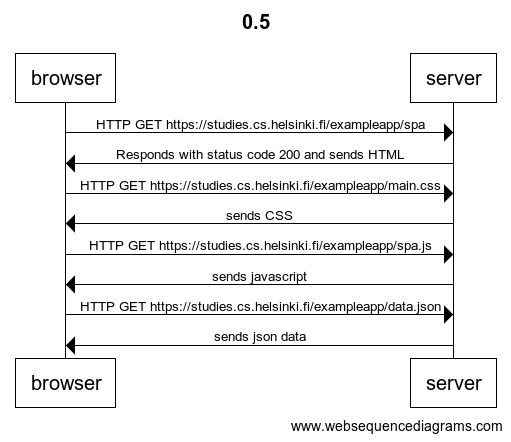 0.5
browser server
HTTP GET https://studies.cs.helsinki.fi/exampleapp/spa
Responds with status code 200 and sends HTML
HTTP GET https://studies.cs.helsinki.fi/exampleapp/main.css
sends CSS
HTTP GET https://studies.cs.helsinki.fi/exampleapp/spa.js
sends javascript
HTTP GET https://studies.cs.helsinki.fi/exampleapp/data.json
sends json data
browser server
www.websequencediagrams.com